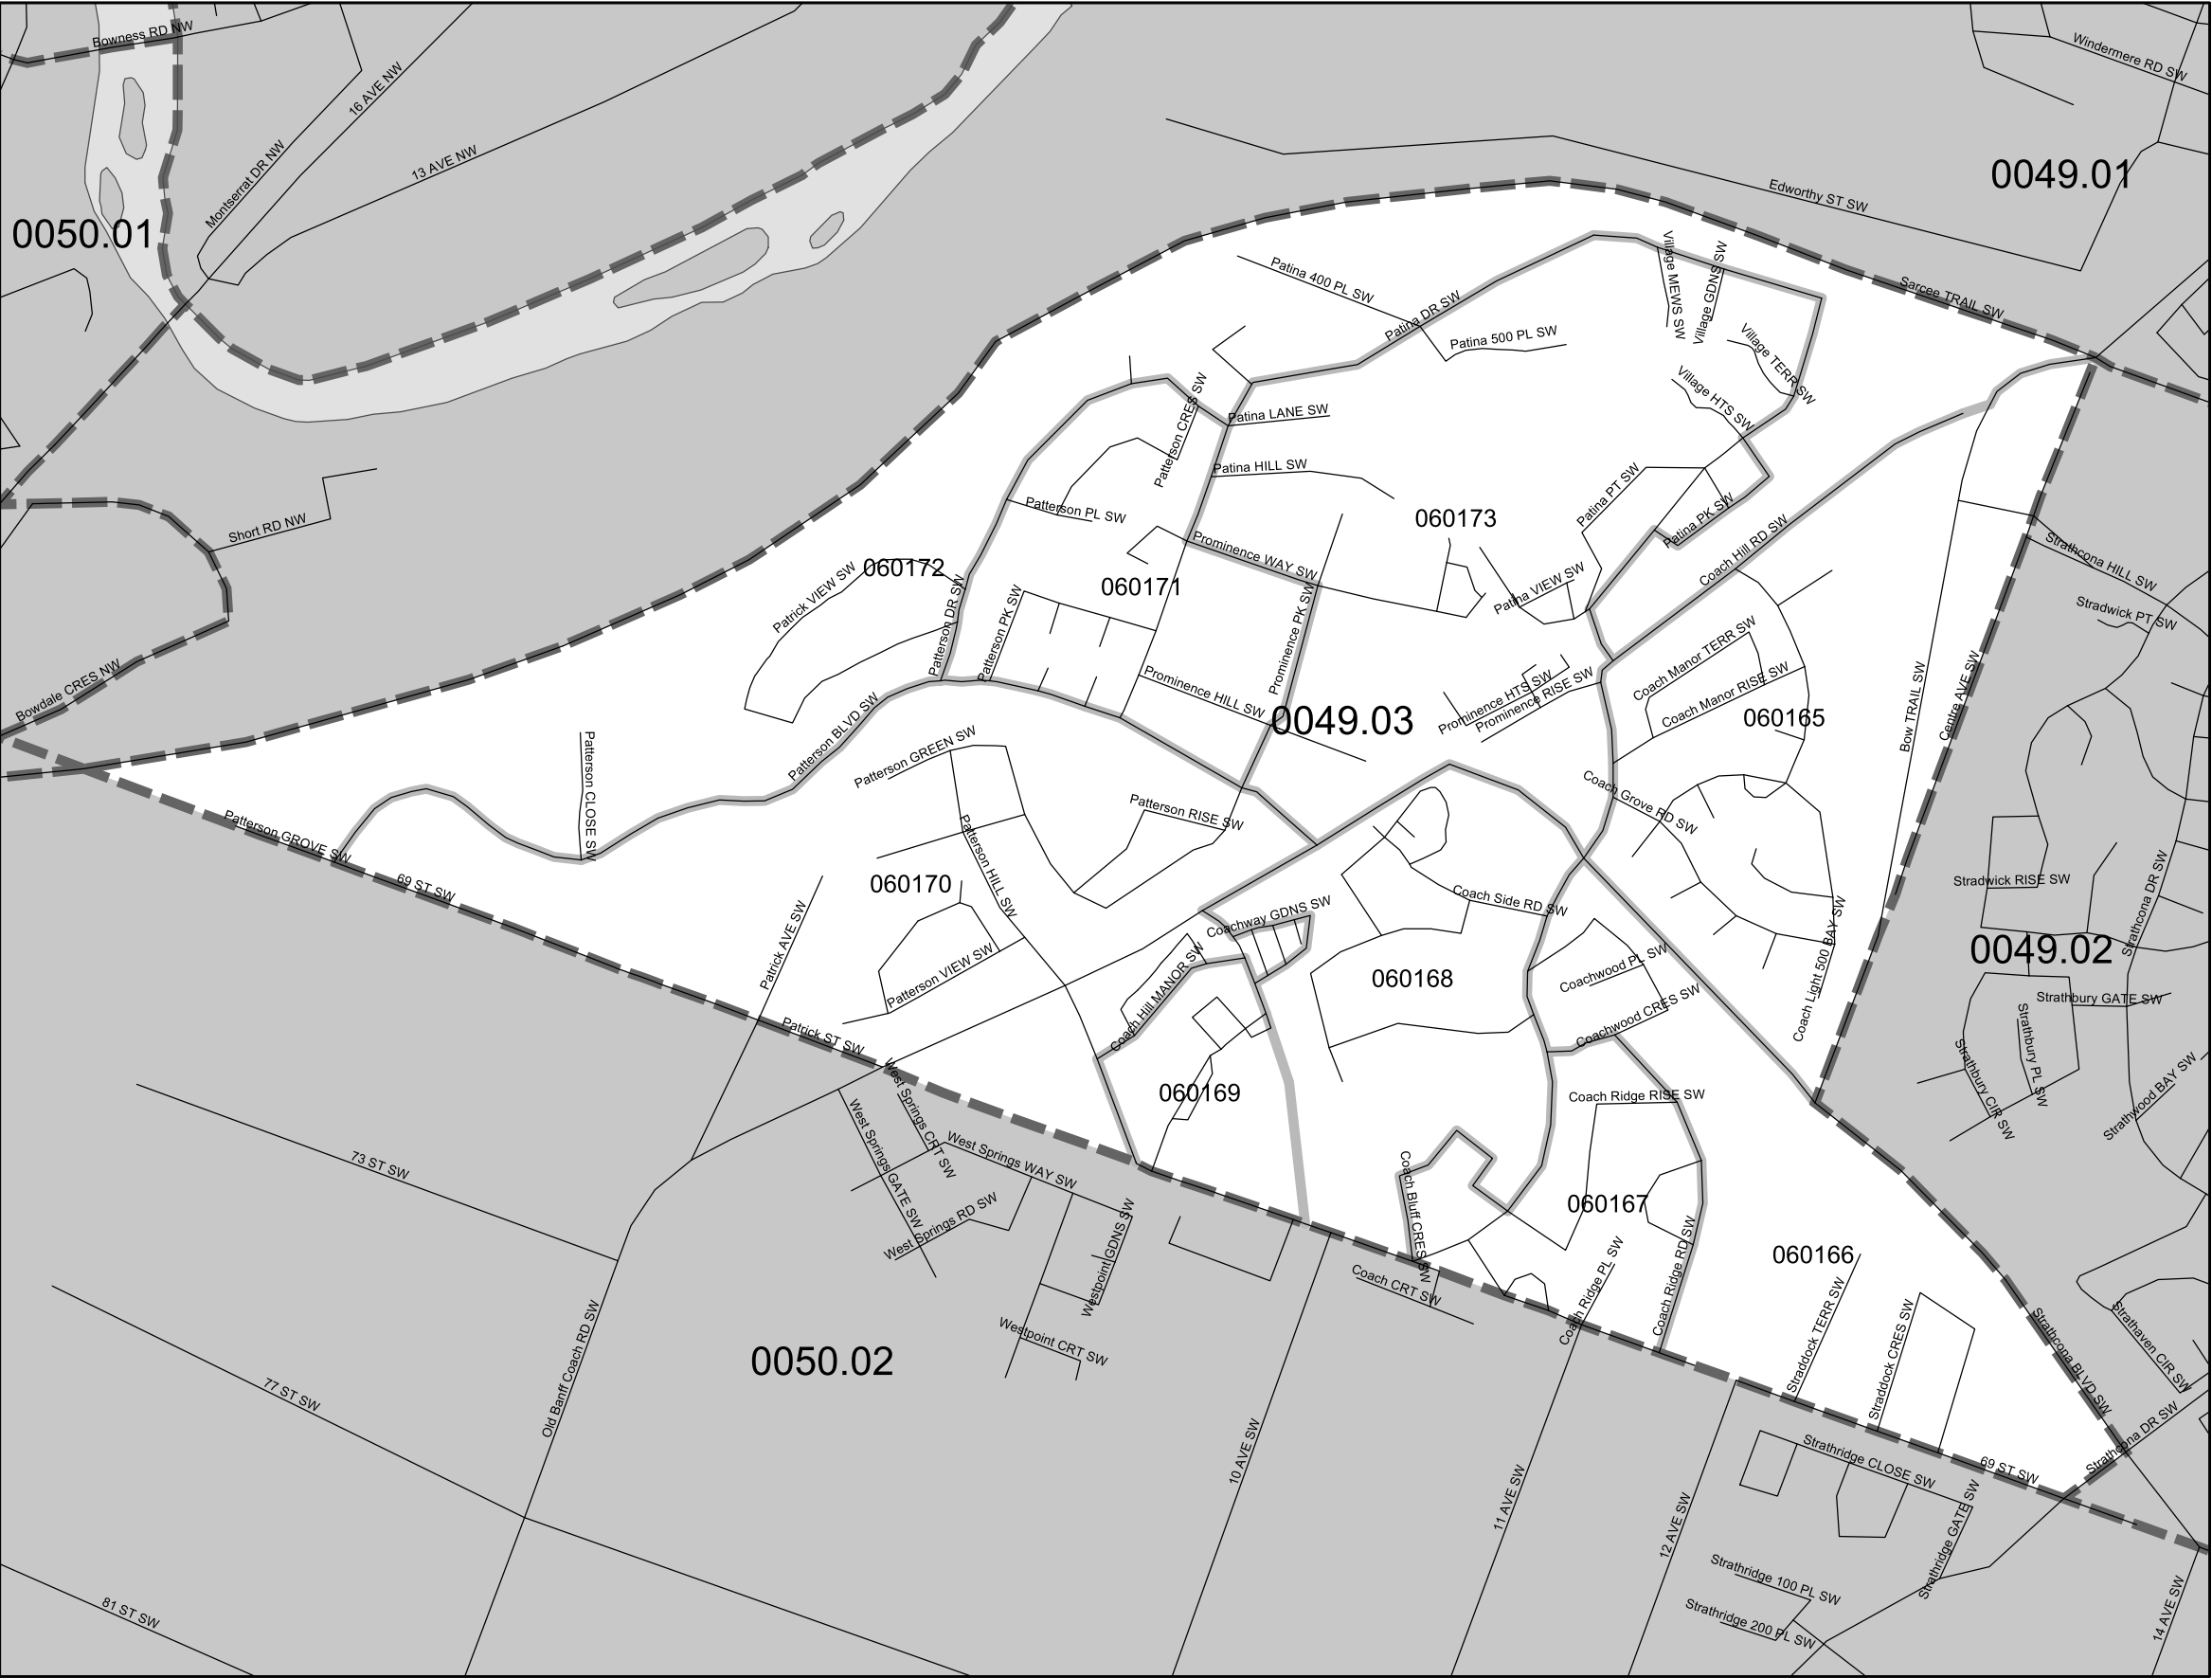 Bowness RD NW
Windermere RD SW
16 AVE NW
Montserrat DR NW
13 AVE NW
0049.01
Edworthy ST SW
0050.01
Sarcee TRAIL SW
Village MEWS SW
Village GDNS SW
Patina 400 PL SW
Patina DR SW
Patina 500 PL SW
Village TERR SW
Village HTS SW
Patterson CRES SW
Patina LANE SW
Patina HILL SW
Patina PT SW
Patterson PL SW
060173
Patina PK SW
Short RD NW
Prominence WAY SW
Coach Hill RD SW
Strathcona HILL SW
060172
060171
Patrick VIEW SW
Patina VIEW SW
Stradwick PT SW
Patterson DR SW
Patterson PK SW
Prominence PK SW
Coach Manor TERR SW
Bowdale CRES NW
Prominence HILL SW
Prominence HTS SW
Prominence RISE SW
Coach Manor RISE SW
0049.03
060165
Bow TRAIL SW
Centre AVE SW
Patterson BLVD SW
Patterson GREEN SW
Patterson CLOSE SW
Coach Grove RD SW
Patterson RISE SW
Patterson GROVE SW
69 ST SW
Patterson HILL SW
060170
Coach Side RD SW
Stradwick RISE SW
Strathcona DR SW
Coachway GDNS SW
Patrick AVE SW
0049.02
Patterson VIEW SW
Coach Hill MANOR SW
060168
Coachwood PL SW
Coach Light 500 BAY SW
Strathbury GATE SW
Coachwood CRES SW
Patrick ST SW
Strathbury PL SW
Strathbury CIR SW
Strathwood BAY SW
060169
Coach Ridge RISE SW
West Springs CRT SW
West Springs GATE SW
West Springs WAY SW
73 ST SW
West Springs RD SW
Coach Bluff CRES SW
060167
060166
Westpoint GDNS SW
Coach CRT SW
Coach Ridge PL SW
Coach Ridge RD SW
Straddock TERR SW
Straddock CRES SW
Strathaven CIR SW
Strathcona BLVD SW
Westpoint CRT SW
0050.02
Old Banff Coach RD SW
77 ST SW
10 AVE SW
Strathcona DR SW
Strathridge CLOSE SW
69 ST SW
11 AVE SW
12 AVE SW
Strathridge GATE SW
Strathridge 100 PL SW
Strathridge 200 PL SW
81 ST SW
14 AVE SW